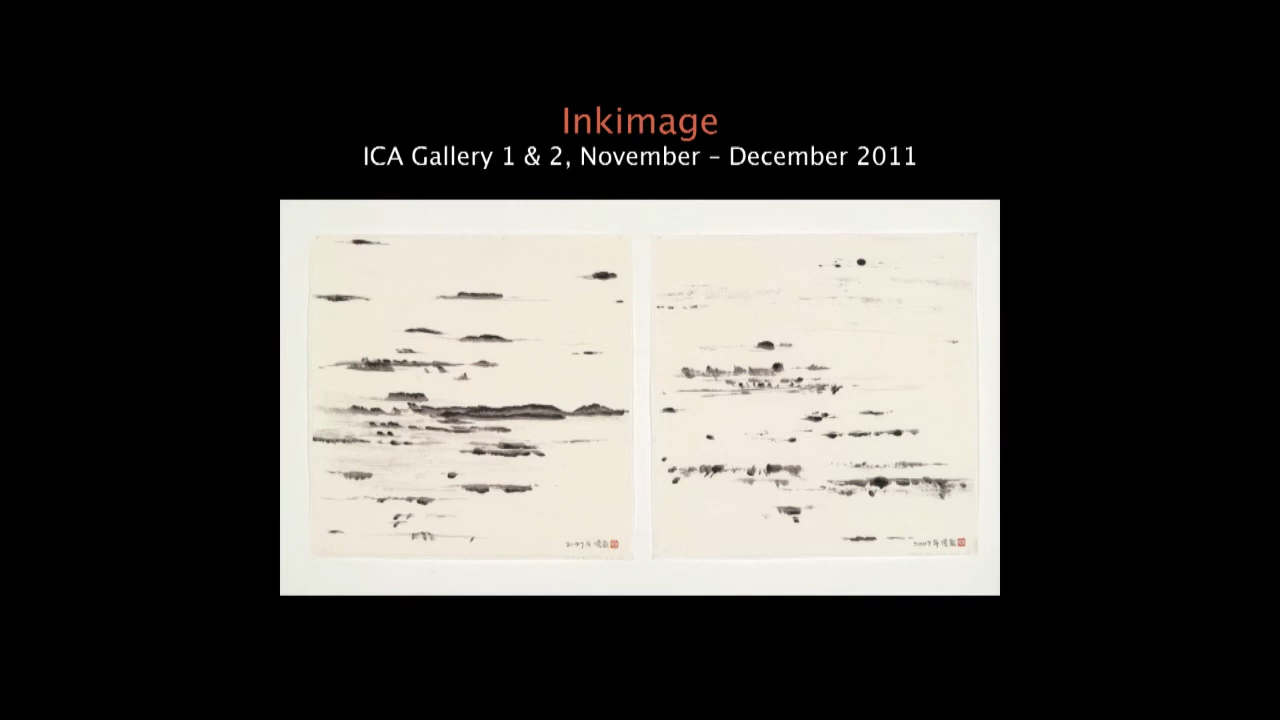 Inkimage
ICA Gallery 1 & 2, November – December 2011